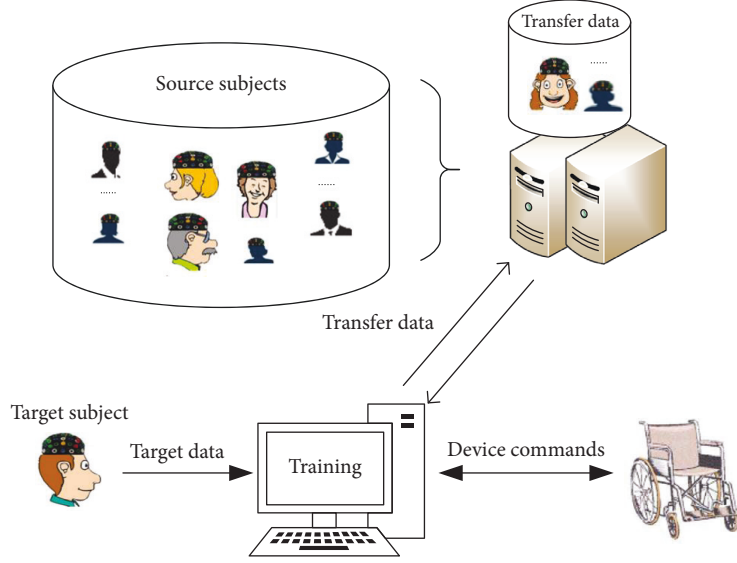 Transfer data
......
Source subjects
......
......
Transfer data
Target subject
Target data
Training
Device commands